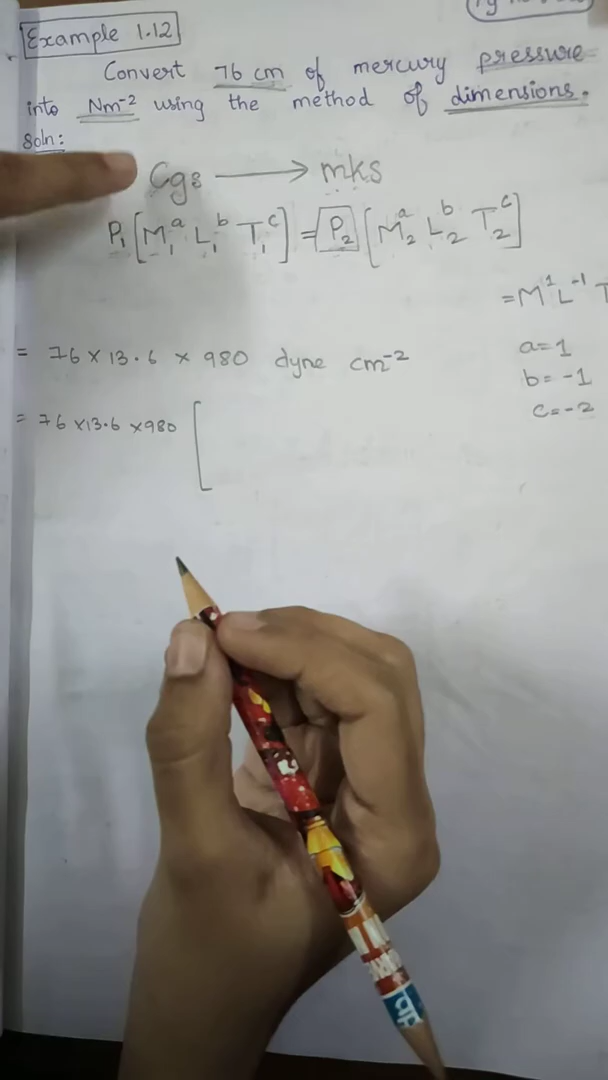 Example 1.12
Convert 76 cm of mercury pressure
into Nm⁻² using the method of dimensions.
Soln:
Cgs ⟶ mks
P₁[M₁ᵃ L₁ᵇ T₁ᶜ] = P₂ [M₂ᵃ L₂ᵇ T₂ᶜ]
= M¹L⁻¹T
= 76 × 13.6 × 980 dyne cm⁻²
a=1
b=-1
= 76 ×13.6 ×980 [
c=-2